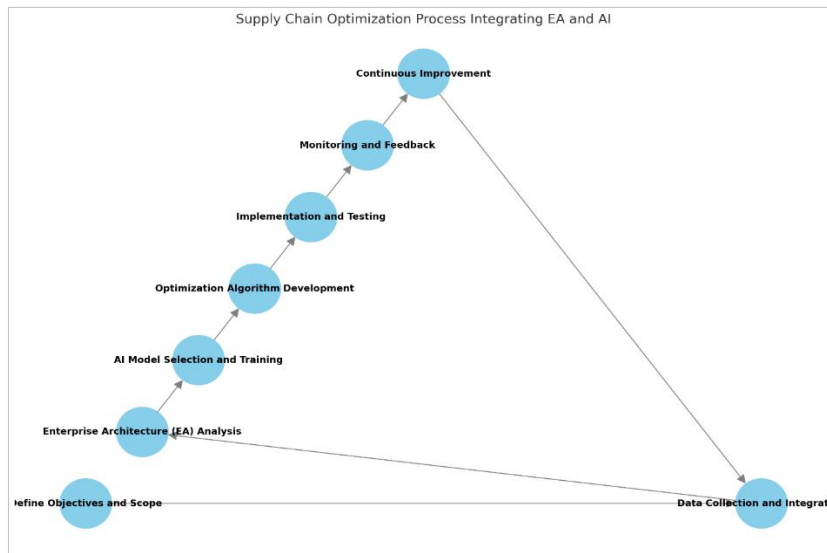 Supply Chain Optimization Process Integrating EA and AI
Continuous Improvement
Monitoring and Feedback
Implementation and Testing
Optimization Algorithm Development
AI Model Selection and Training
Enterprise Architecture (EA) Analysis
Define Objectives and Scope
Data Collection and Integrat